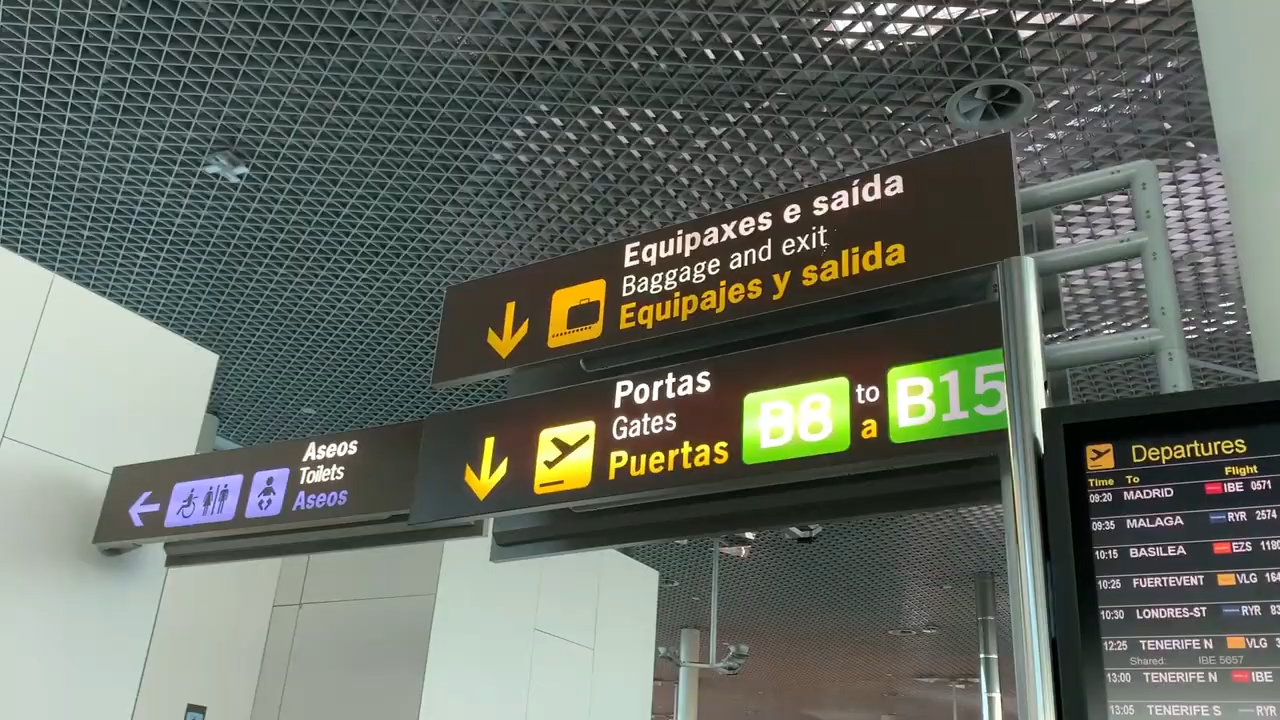 Equipaxes e saída
Baggage and exit
Equipajes y salida
Portas
Gates
Puertas
B8 to a B15
Aseos
Toilets
Aseos
Departures
Time To Flight
09:20 MADRID IBE 0571
09:35 MALAGA RYR 2574
10:15 BASILEA EZS
10:25 FUERTEVENT VLG
10:30 LONDRES-ST RYR
12:25 TENERIFE N VLG
Shared: IBE 5657
13:00 TENERIFE N IBE
13:05 TENERIFE S RYR